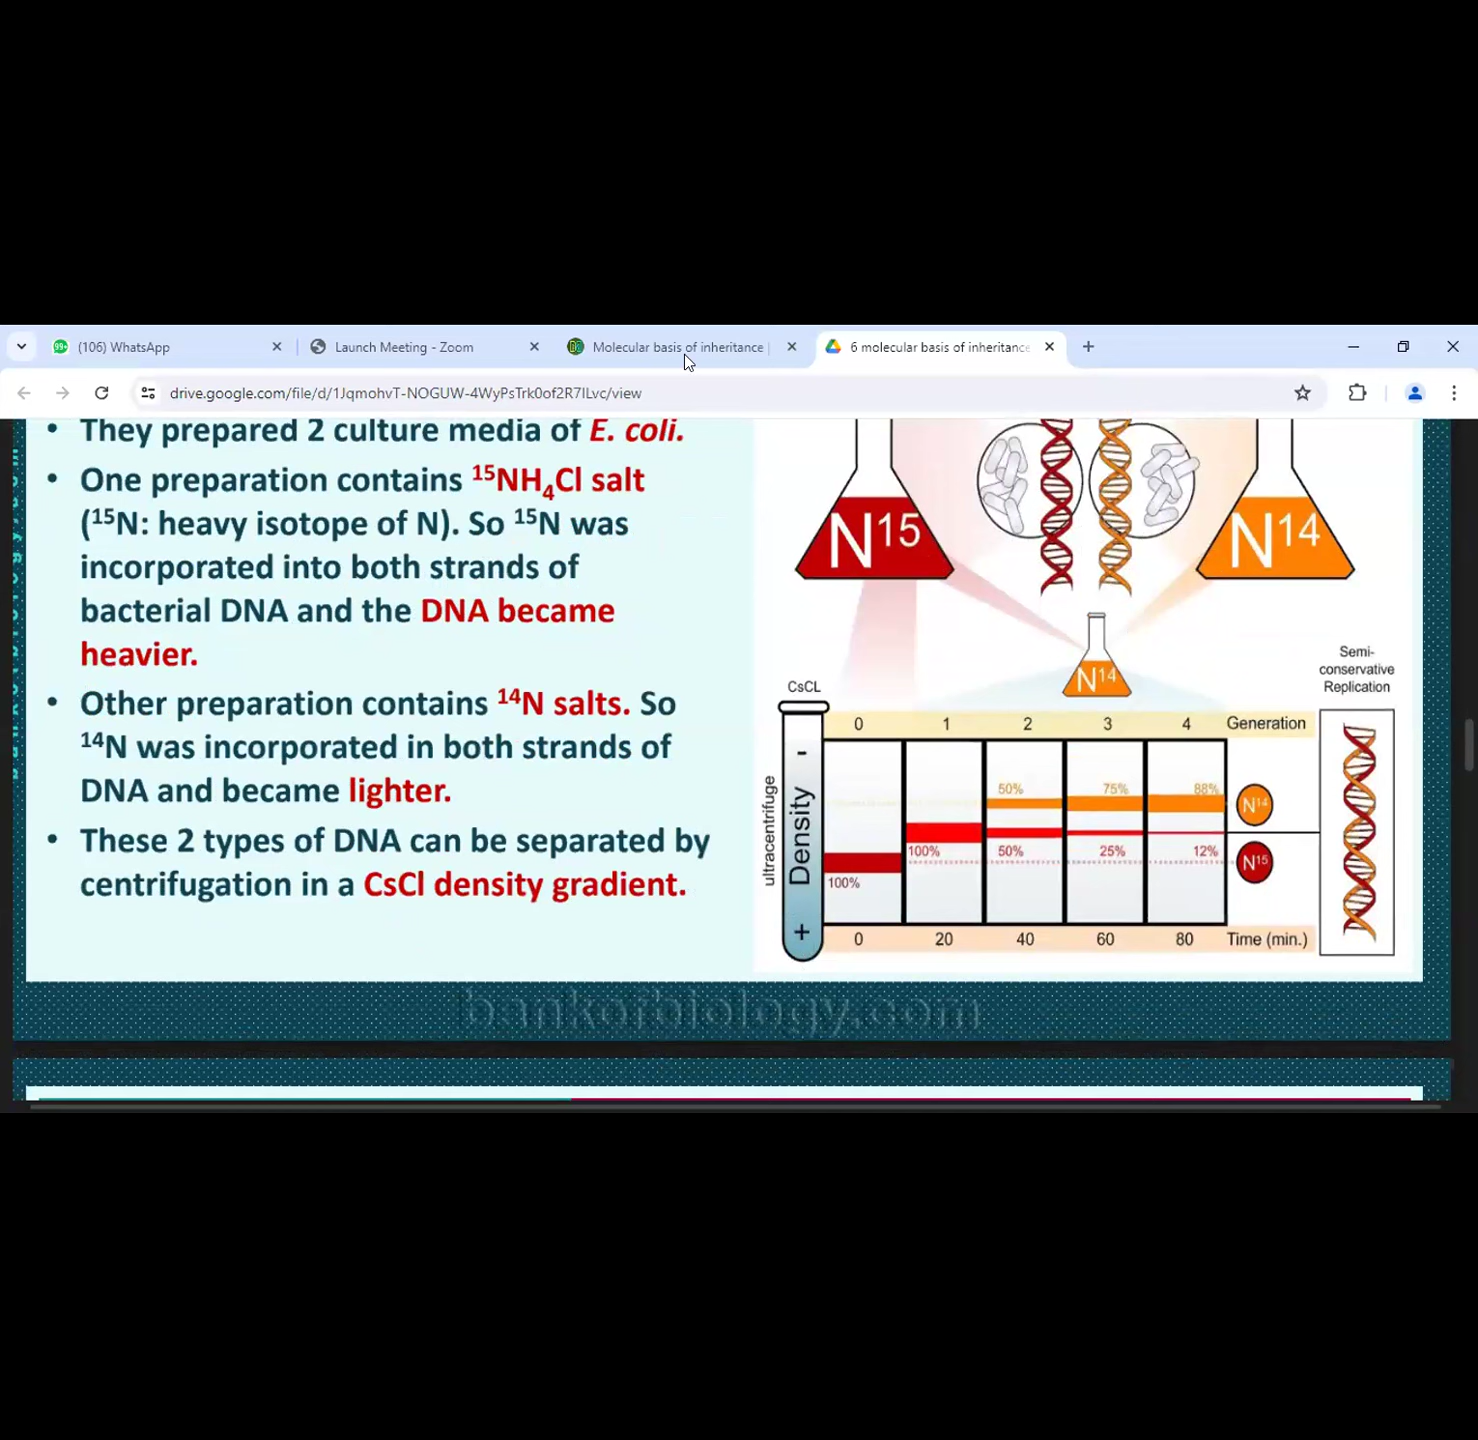 (106) WhatsApp
Launch Meeting - Zoom
Molecular basis of inheritance |
6 molecular basis of inheritance
drive.google.com/file/d/1JqmohvT-NOGUW-4WyPsTrk0of2R7ILvc/view
• They prepared 2 culture media of E. coli.
• One preparation contains ¹⁵NH₄Cl salt
(¹⁵N: heavy isotope of N). So ¹⁵N was
incorporated into both strands of
bacterial DNA and the DNA became
heavier.
• Other preparation contains ¹⁴N salts. So
¹⁴N was incorporated in both strands of
DNA and became lighter.
• These 2 types of DNA can be separated by
centrifugation in a CsCl density gradient.
N¹⁵
N¹⁴
N¹⁴
Semi-
conservative
Replication
CsCL
0 1 2 3 4 Generation
ultracentrifuge
- Density +
50% 75% 88% N¹⁴
100% 50% 25% 12% N¹⁵
100%
0 20 40 60 80 Time (min.)
bankofbiology.com